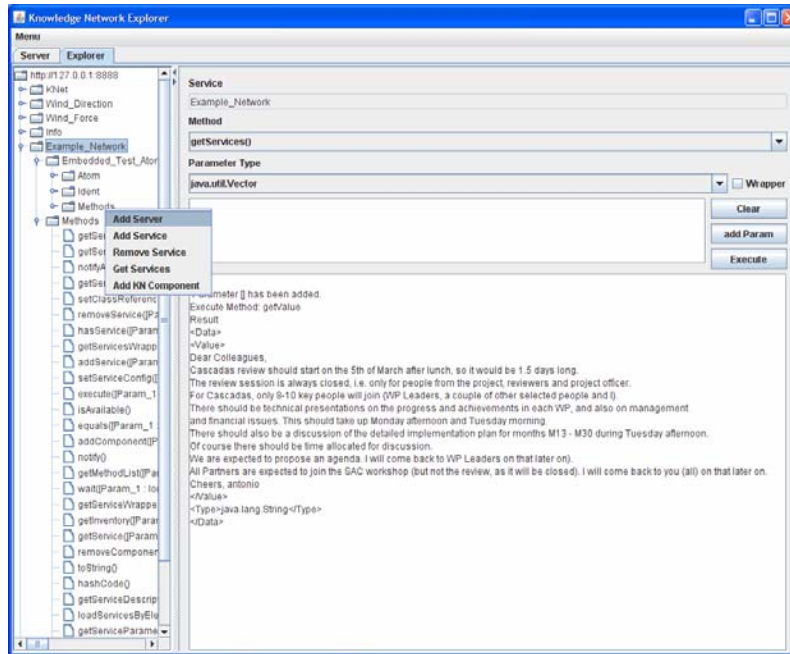 Knowledge Network Explorer
Menu
Server Explorer
http://127.0.0.1:8888
KNet
Wind_Direction
Wind_Force
Info
Example_Network
Embedded_Test_Ator
Atom
Ident
Methods
Methods
getSer
getSer
notifyA
getSer
setClassReferenc
removeService([Pa
hasService([Param
getServicesWrapp
addService([Param
setServiceConfig([
execute([Param_1
isAvailable()
equals([Param_1 :
addComponent([P
notify()
getMethodList([Par
wait([Param_1 : lo
getServiceWrappe
getInventory([Parar
getService([Param
removeComponer
toString()
hashCode()
getServiceDescrip
loadServicesByEle
getServiceParame
Add Server
Add Service
Remove Service
Get Services
Add KN Component
Service
Example_Network
Method
getServices()
Parameter Type
java.util.Vector
Wrapper
Clear
add Param
Execute
Parameter [] has been added.
Execute Method: getValue
Result
<Data>
<Value>
Dear Colleagues,
Cascadas review should start on the 5th of March after lunch, so it would be 1.5 days long.
The review session is always closed, i.e. only for people from the project, reviewers and project officer.
For Cascadas, only 8-10 key people will join (WP Leaders, a couple of other selected people and I).
There should be technical presentations on the progress and achievements in each WP, and also on management
and financial issues. This should take up Monday afternoon and Tuesday morning.
There should also be a discussion of the detailed implementation plan for months M13 - M30 during Tuesday afternoon.
Of course there should be time allocated for discussion.
We are expected to propose an agenda. I will come back to WP Leaders on that later on).
All Partners are expected to join the SAC workshop (but not the review, as it will be closed). I will come back to you (all) on that later on.
Cheers, antonio
</Value>
<Type>java.lang.String</Type>
</Data>